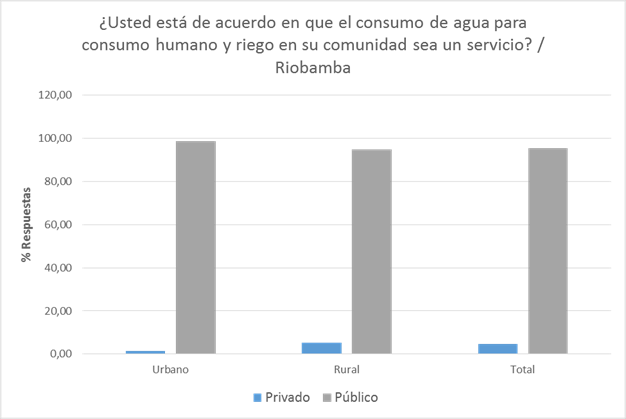 ¿Usted está de acuerdo en que el consumo de agua para
consumo humano y riego en su comunidad sea un servicio? /
Riobamba
120,00
100,00
80,00
60,00
40,00
20,00
0,00
% Respuestas
Urbano
Rural
Total
Privado
Público